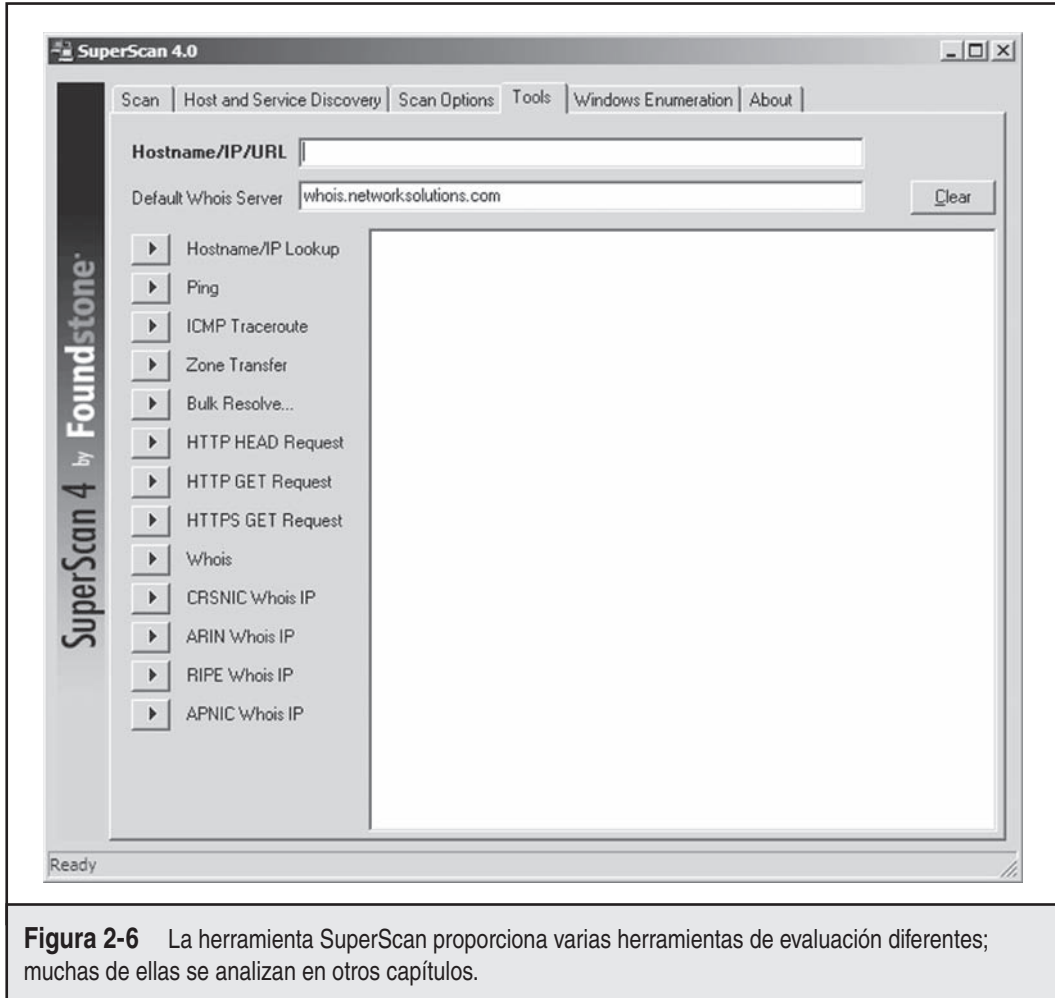 SuperScan 4.0
Scan
Host and Service Discovery
Scan Options
Tools
Windows Enumeration
About
Hostname/IP/URL
Default Whois Server
whois.networksolutions.com
Clear
Hostname/IP Lookup
Ping
ICMP Traceroute
Zone Transfer
Bulk Resolve...
HTTP HEAD Request
HTTP GET Request
HTTPS GET Request
Whois
CRSNIC Whois IP
ARIN Whois IP
RIPE Whois IP
APNIC Whois IP
SuperScan 4 by Foundstone
Ready
Figura 2-6 La herramienta SuperScan proporciona varias herramientas de evaluación diferentes;
muchas de ellas se analizan en otros capítulos.